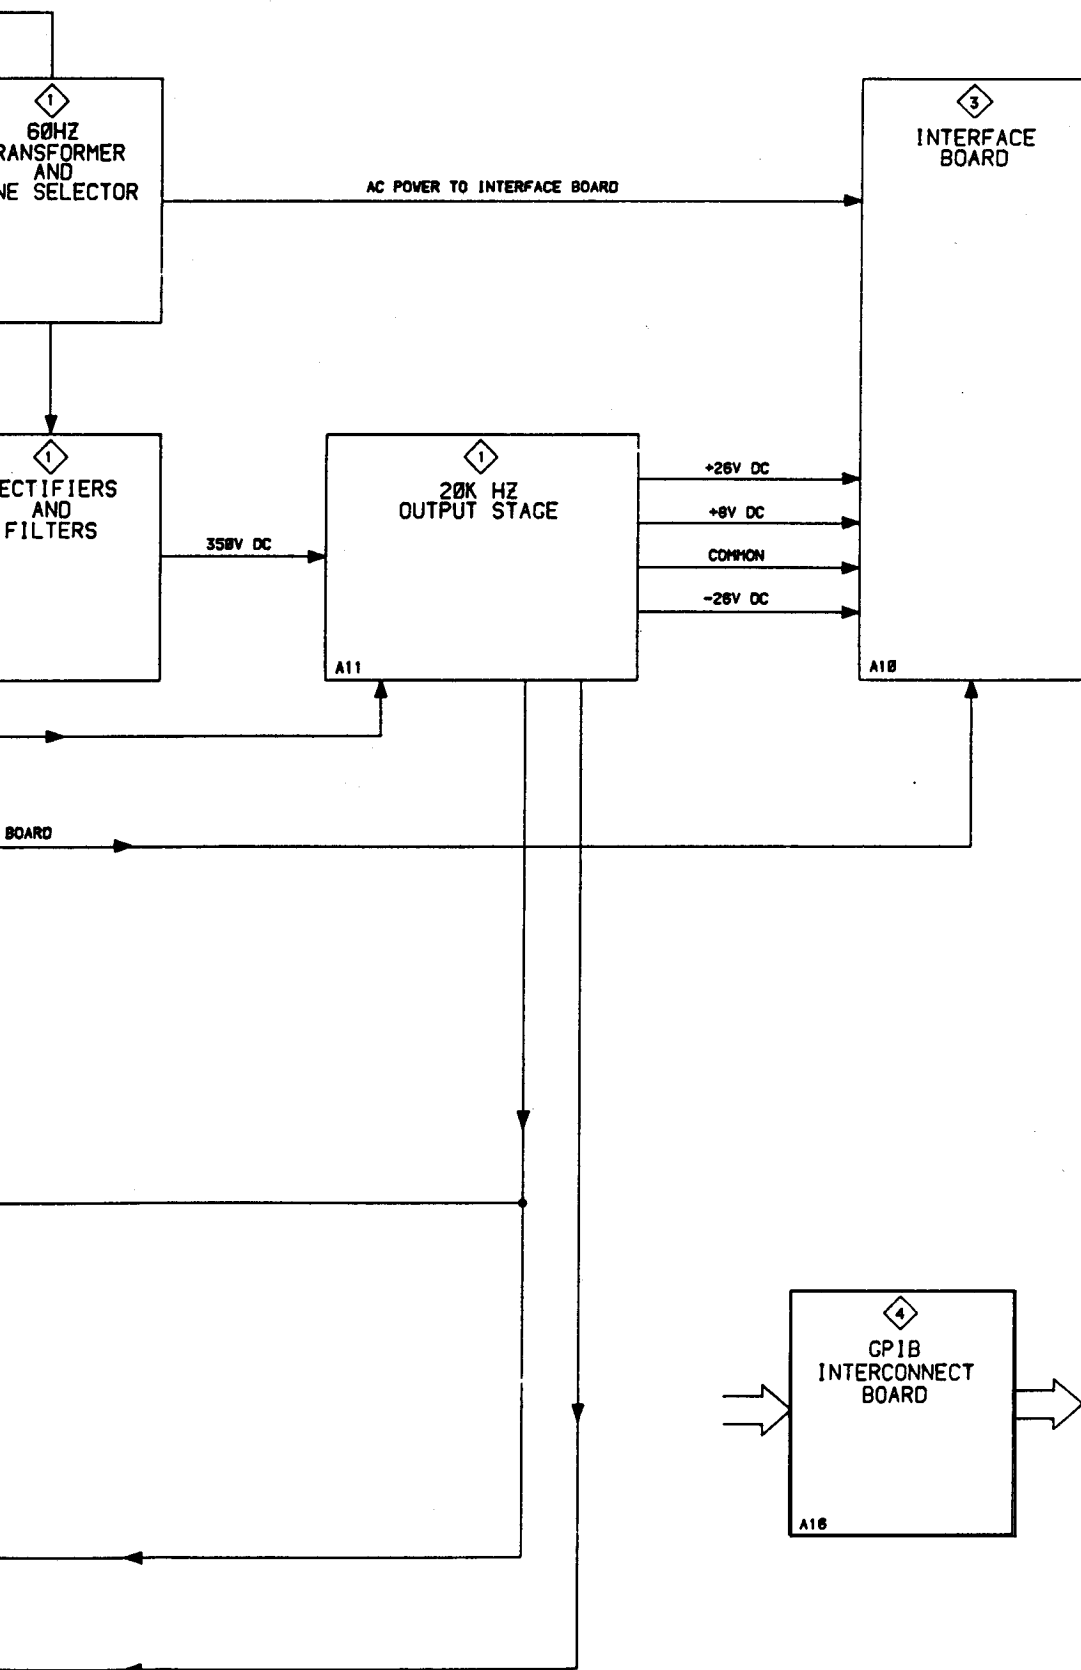 1
60HZ
RANSFORMER
AND
NE SELECTOR
AC POWER TO INTERFACE BOARD
3
INTERFACE
BOARD
1
ECTIFIERS
AND
FILTERS
350V DC
1
20K HZ
OUTPUT STAGE
A11
+26V DC
+8V DC
COMMON
-26V DC
A10
BOARD
4
GPIB
INTERCONNECT
BOARD
A16